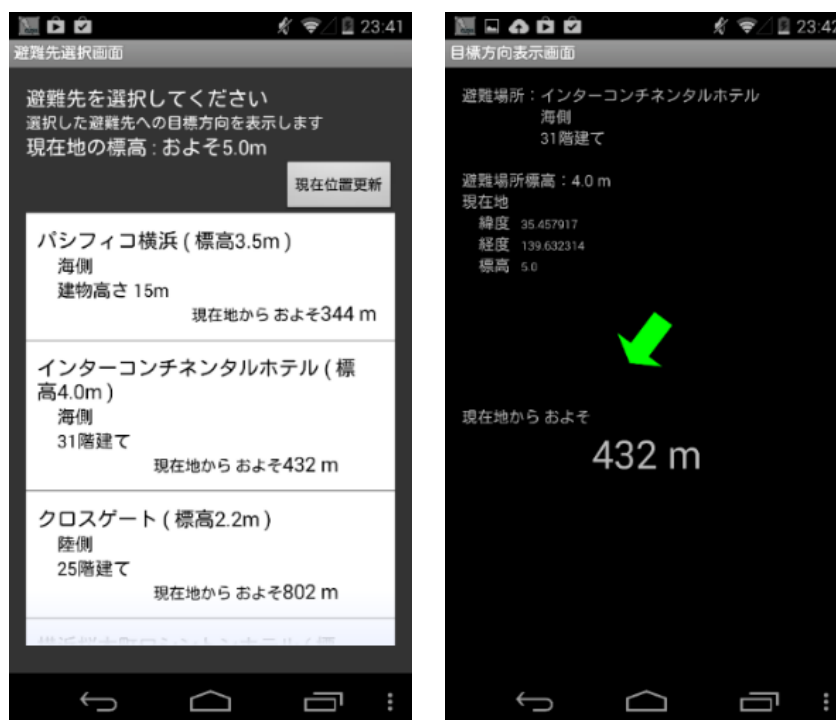 23:41
避難先選択画面
避難先を選択してください
選択した避難先への目標方向を表示します
現在地の標高 : およそ5.0m
現在位置更新
パシフィコ横浜 ( 標高3.5m )
海側
建物高さ 15m
現在地から およそ344 m
インターコンチネンタルホテル ( 標
高4.0m )
海側
31階建て
現在地から およそ432 m
クロスゲート ( 標高2.2m )
陸側
25階建て
現在地から およそ802 m
23:42
目標方向表示画面
避難場所：インターコンチネンタルホテル
海側
31階建て
避難場所標高：4.0 m
現在地
緯度 35.457917
経度 139.632314
標高 5.0
現在地から およそ
432 m